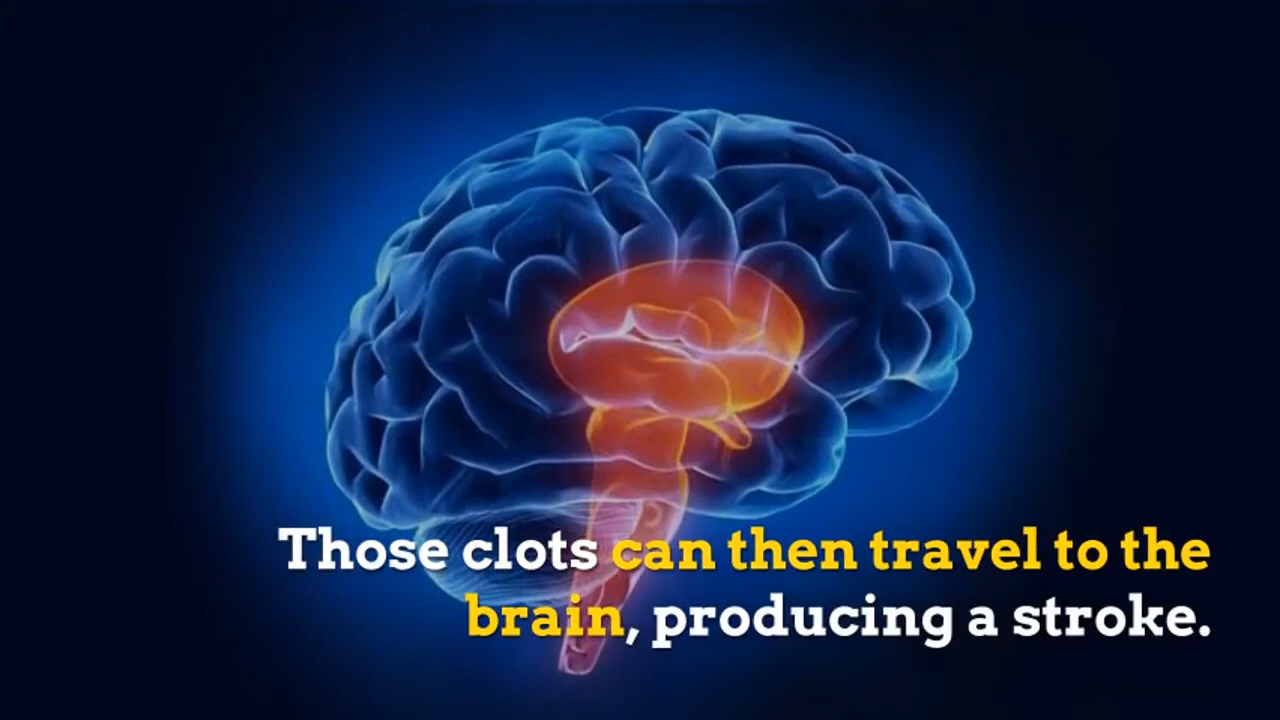 Those clots can then travel to the
brain, producing a stroke.